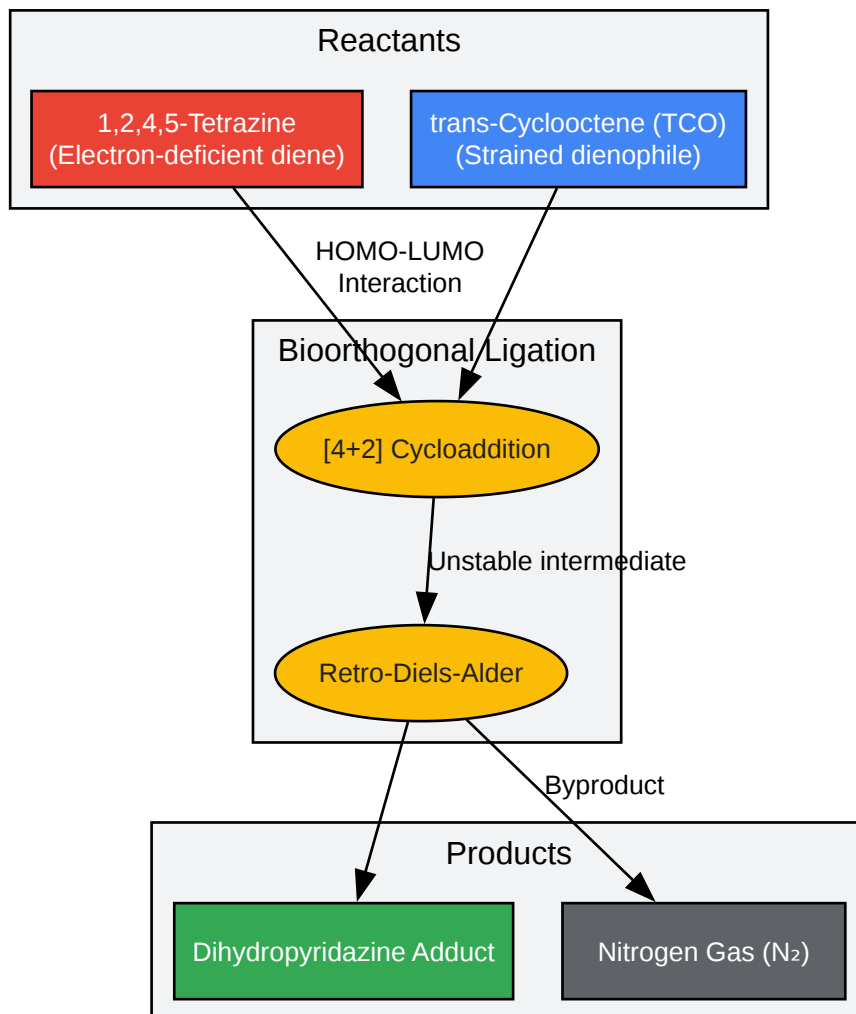 Reactants
1,2,4,5-Tetrazine
(Electron-deficient diene)
trans-Cyclooctene (TCO)
(Strained dienophile)
HOMO-LUMO
Interaction
Bioorthogonal Ligation
[4+2] Cycloaddition
Unstable intermediate
Retro-Diels-Alder
Byproduct
Products
Dihydropyridazine Adduct
Nitrogen Gas (N₂)